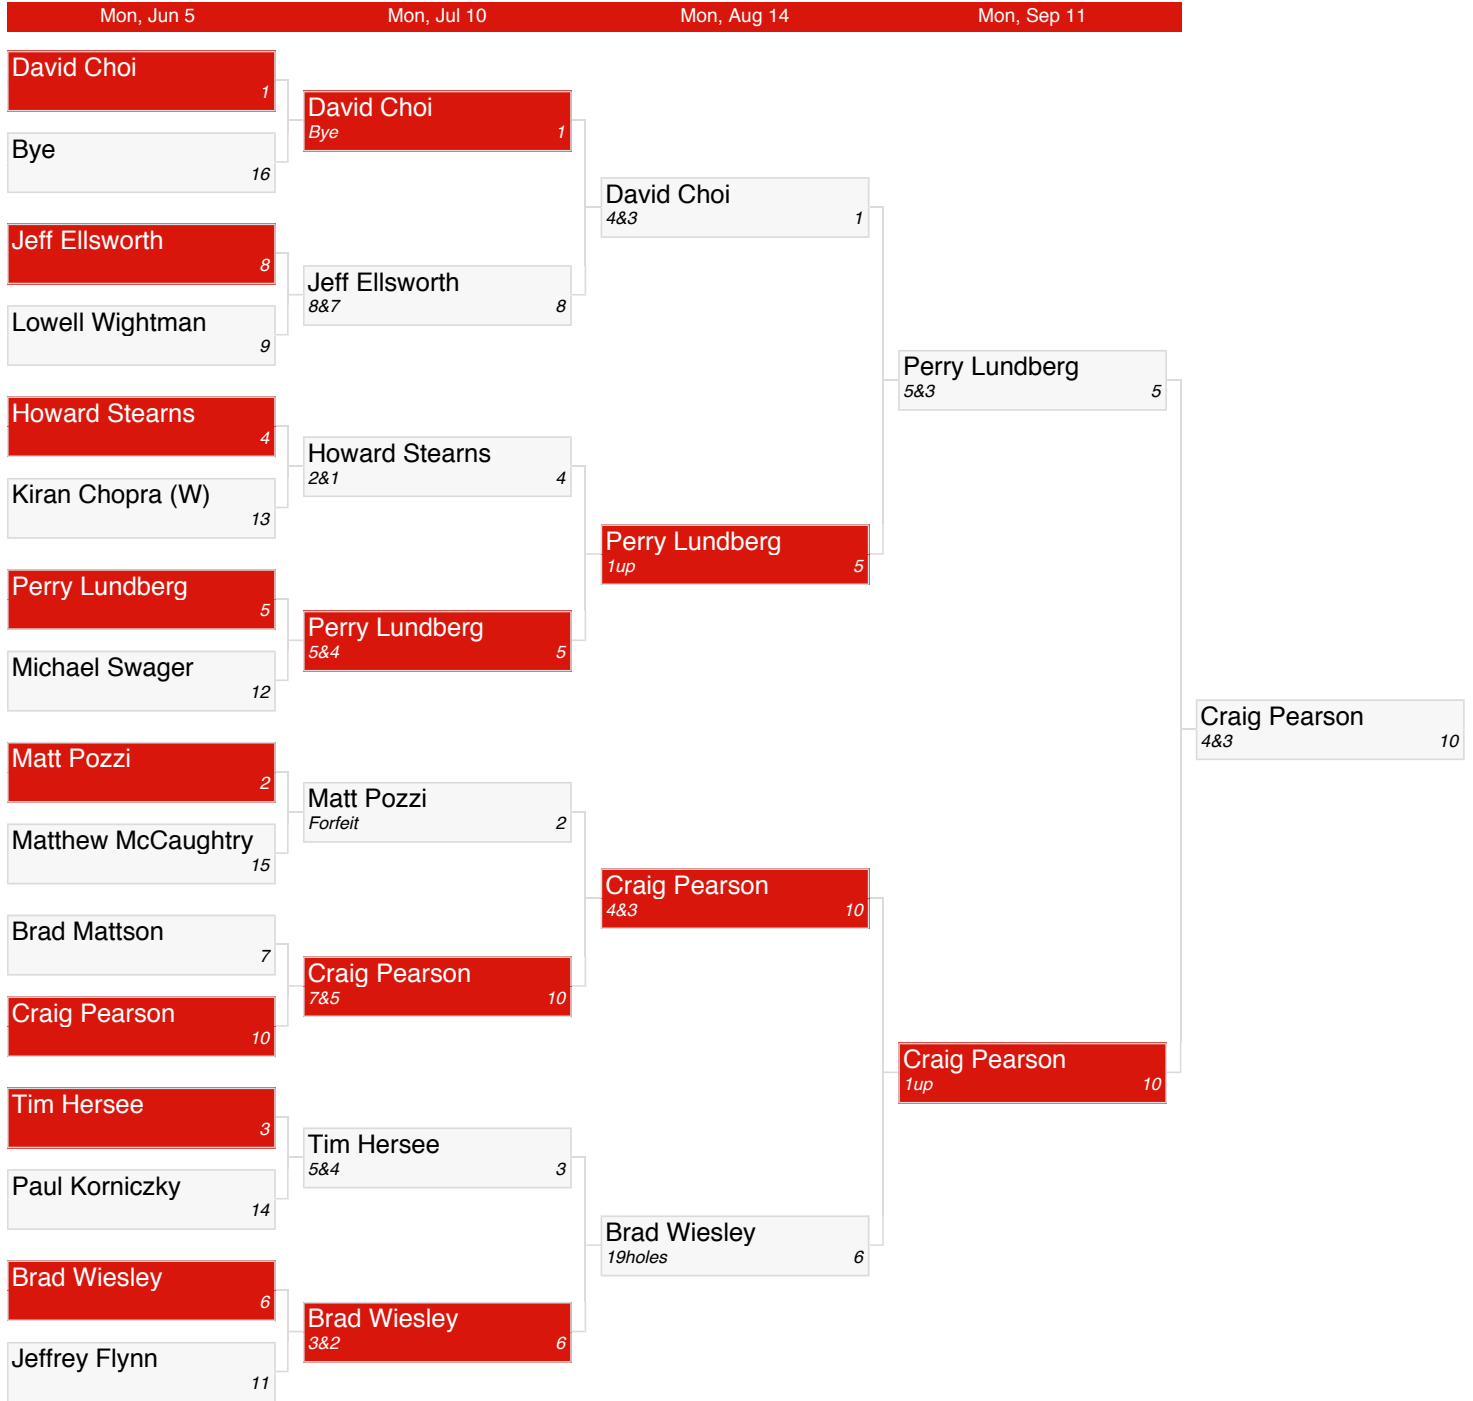 Mon, Jun 5
Mon, Jul 10
Mon, Aug 14
Mon, Sep 11
David Choi
1
Bye
16
Jeff Ellsworth
8
Lowell Wightman
9
Howard Stearns
4
Kiran Chopra (W)
13
Perry Lundberg
5
Michael Swager
12
Matt Pozzi
2
Matthew McCaughtry
15
Brad Mattson
7
Craig Pearson
10
Tim Hersee
3
Paul Korniczky
14
Brad Wiesley
6
Jeffrey Flynn
11
David Choi
Bye 1
Jeff Ellsworth
8&7 8
Howard Stearns
2&1 4
Perry Lundberg
5&4 5
Matt Pozzi
Forfeit 2
Craig Pearson
7&5 10
Tim Hersee
5&4 3
Brad Wiesley
3&2 6
David Choi
4&3 1
Perry Lundberg
1up 5
Craig Pearson
4&3 10
Brad Wiesley
19holes 6
Perry Lundberg
5&3 5
Craig Pearson
1up 10
Craig Pearson
4&3 10